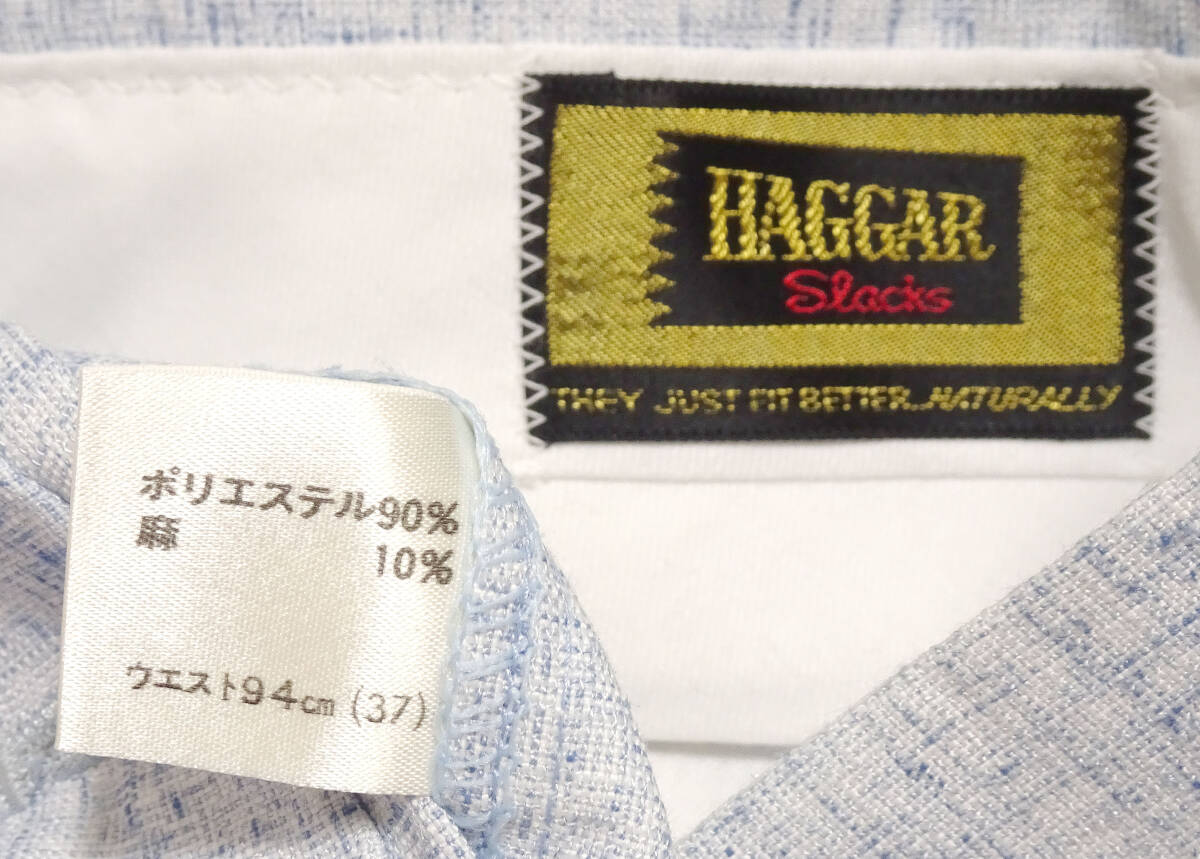 HAGGAR
Slacks
THEY JUST FIT BETTER...NATURALLY
ポリエステル90%
麻 10%
ウエスト94cm (37)